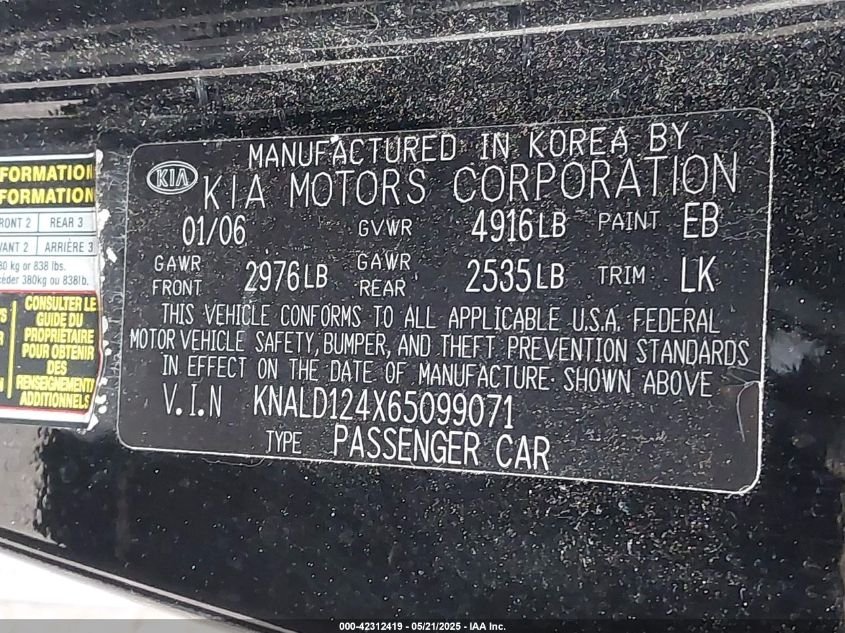 MANUFACTURED IN KOREA BY
KIA KIA MOTORS CORPORATION
01/06 GVWR 4916LB PAINT EB
GAWR FRONT 2976LB GAWR REAR 2535LB TRIM LK
THIS VEHICLE CONFORMS TO ALL APPLICABLE U.S.A. FEDERAL
MOTOR VEHICLE SAFETY, BUMPER, AND THEFT PREVENTION STANDARDS
IN EFFECT ON THE DATE OF MANUFACTURE SHOWN ABOVE
V.I.N KNALD124X65099071
TYPE PASSENGER CAR
FORMATION
FORMATION
RONT 2 REAR 3
VANT 2 ARRIÈRE 3
80 kg or 838 lbs.
céder 380kg ou 838lb.
CONSULTER LE
GUIDE DU
PROPRIÉTAIRE
POUR OBTENIR
DES
RENSEIGNEMENTS
ADDITIONNELS
000-42312419 - 05/21/2025 - IAA Inc.